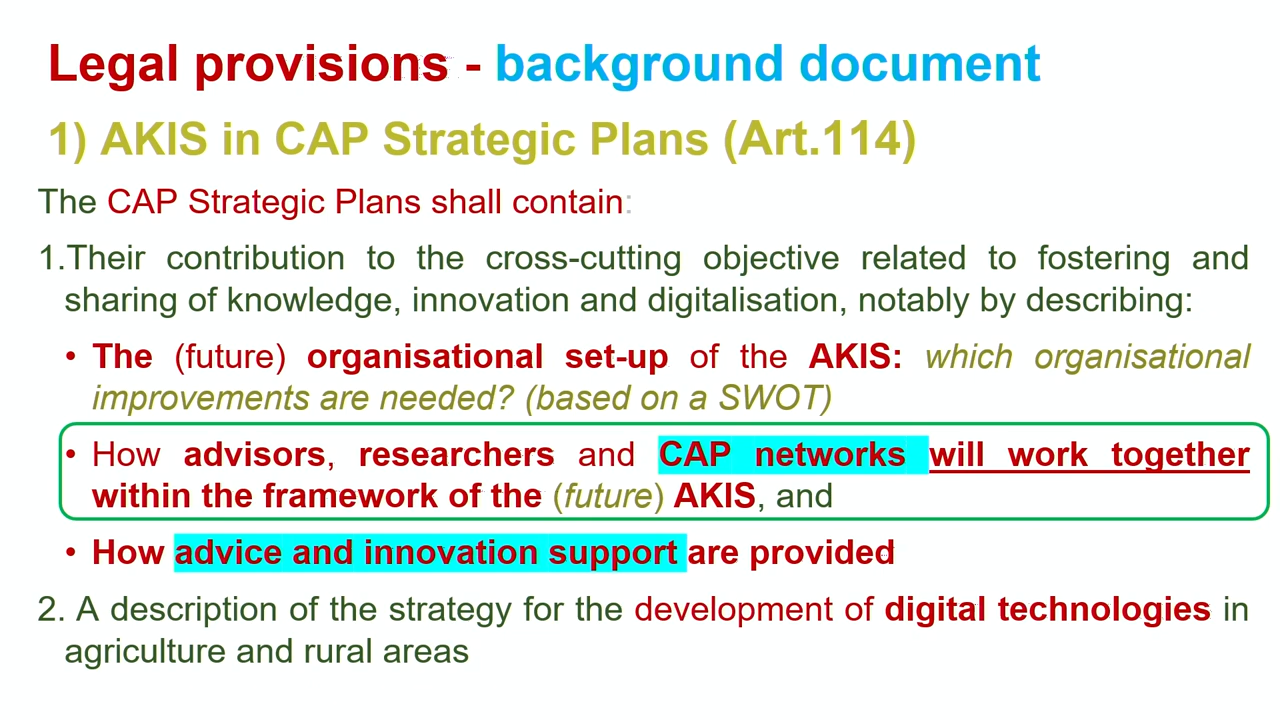 Legal provisions - background document
1) AKIS in CAP Strategic Plans (Art.114)
The CAP Strategic Plans shall contain:
1.Their contribution to the cross-cutting objective related to fostering and
sharing of knowledge, innovation and digitalisation, notably by describing:
• The (future) organisational set-up of the AKIS: which organisational
improvements are needed? (based on a SWOT)
• How advisors, researchers and CAP networks will work together
within the framework of the (future) AKIS, and
• How advice and innovation support are provided
2. A description of the strategy for the development of digital technologies in
agriculture and rural areas